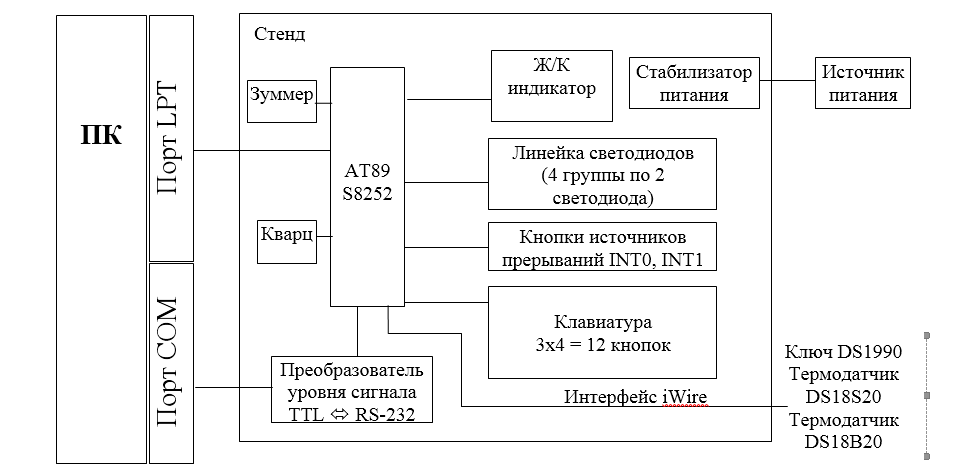 ПК
Порт LPT
Порт COM
Стенд
Зуммер
Кварц
AT89
S8252
Преобразователь
уровня сигнала
TTL ⇔ RS-232
Ж/К
индикатор
Линейка светодиодов
(4 группы по 2
светодиода)
Кнопки источников
прерываний INT0, INT1
Клавиатура
3x4 = 12 кнопок
Интерфейс iWire
Стабилизатор
питания
Источник
питания
Ключ DS1990
Термодатчик
DS18S20
Термодатчик
DS18B20